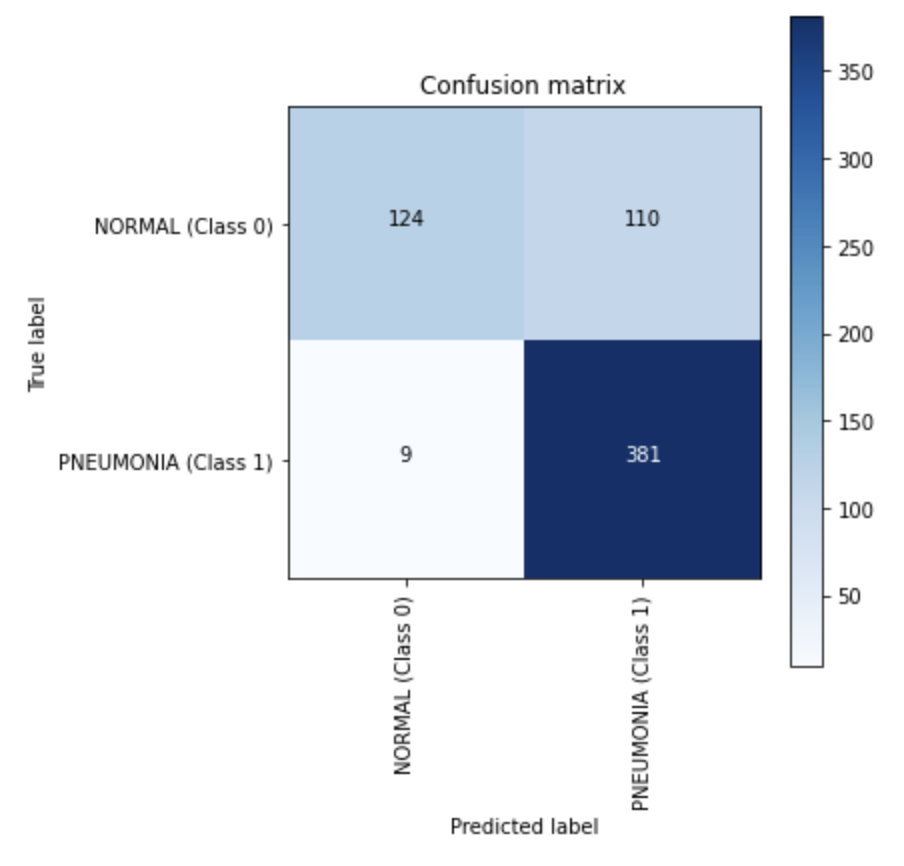 Confusion matrix
NORMAL (Class 0)
124
110
PNEUMONIA (Class 1)
9
381
True label
NORMAL (Class 0)
PNEUMONIA (Class 1)
Predicted label
350
300
250
200
150
100
50